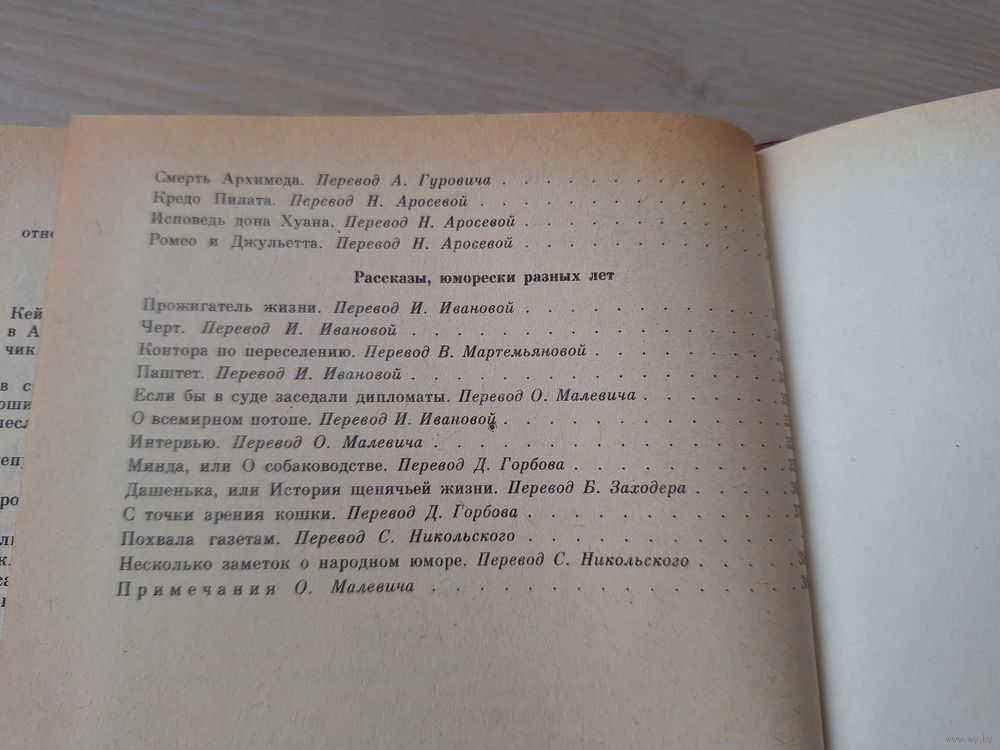 Смерть Архимеда. Перевод А. Гуровича
Кредо Пилата. Перевод Н. Аросевой
Исповедь дона Хуана. Перевод Н. Аросевой
Ромео и Джульетта. Перевод Н. Аросевой
Рассказы, юморески разных лет
Прожигатель жизни. Перевод И. Ивановой
Черт. Перевод И. Ивановой
Контора по переселению. Перевод В. Мартемьяновой
Паштет. Перевод И. Ивановой
Если бы в суде заседали дипломаты. Перевод О. Малевича
О всемирном потопе. Перевод И. Ивановой
Интервью. Перевод О. Малевича
Минда, или О собаководстве. Перевод Д. Горбова
Дашенька, или История щенячьей жизни. Перевод Б. Заходера
С точки зрения кошки. Перевод Д. Горбова
Похвала газетам. Перевод С. Никольского
Несколько заметок о народном юморе. Перевод С. Никольского
Примечания О. Малевича
www.ay.by